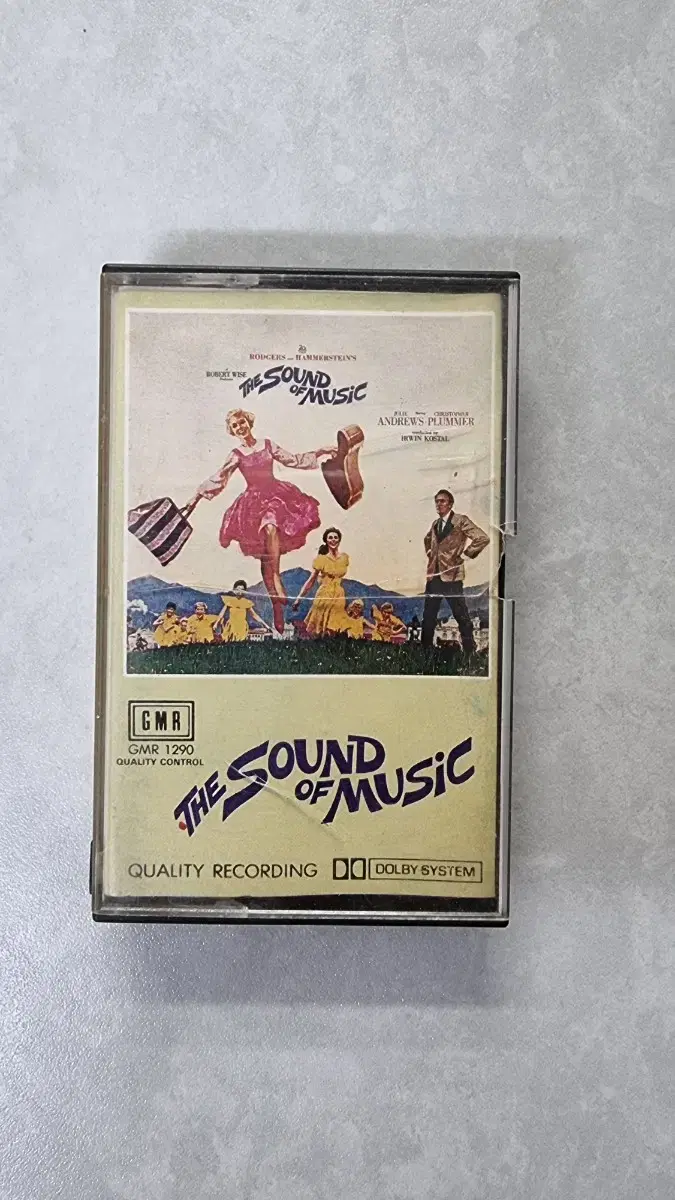 RODGERS AND HAMMERSTEIN'S
ROBERT WISE
THE SOUND
OF MUSIC
JULIE CHRISTOPHER
ANDREWS · PLUMMER
IRWIN KOSTAL
GMR
GMR 1290
QUALITY CONTROL
THE SOUND
OF MUSIC
QUALITY RECORDING DOLBY SYSTEM